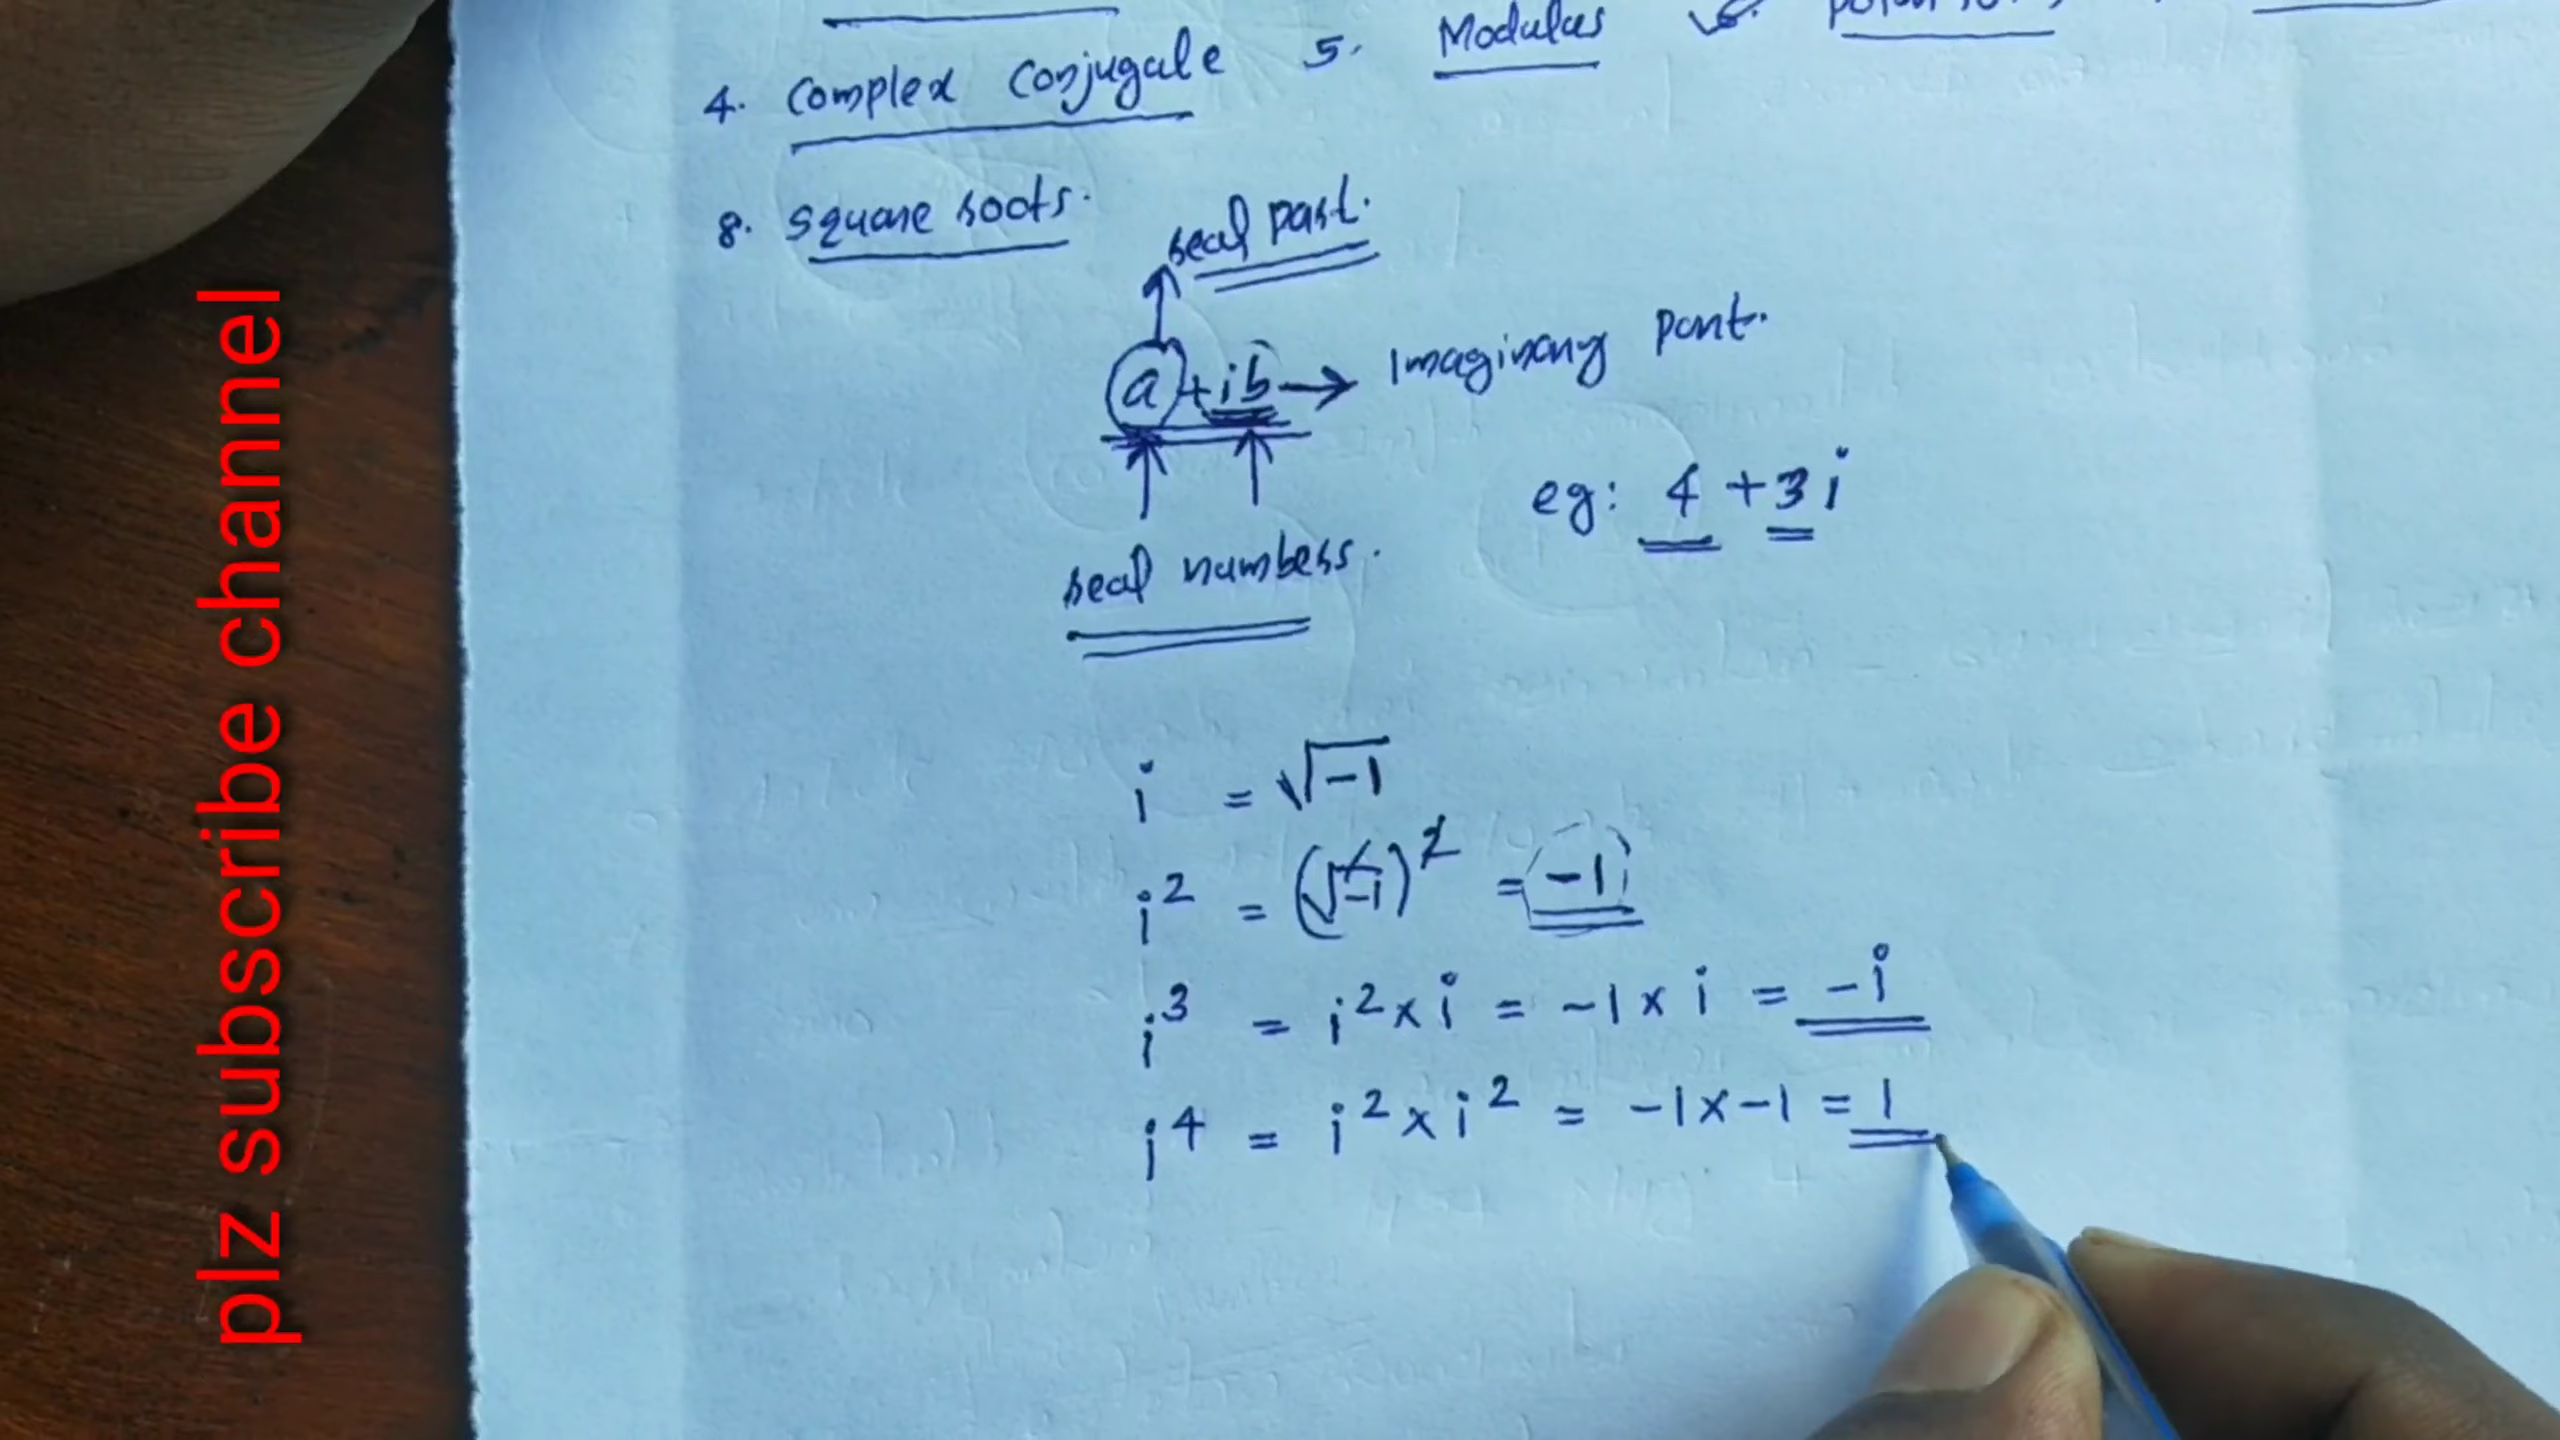 4. Complex Conjugate 5. Modulus 6.
8. Square roots.
real part.
a + ib → Imaginary part.
eg: 4 + 3i
real numbers.
i = √-1
i² = (√-1)² = -1
i³ = i² × i = -1 × i = -i
i⁴ = i² × i² = -1 × -1 = 1
plz subscribe channel